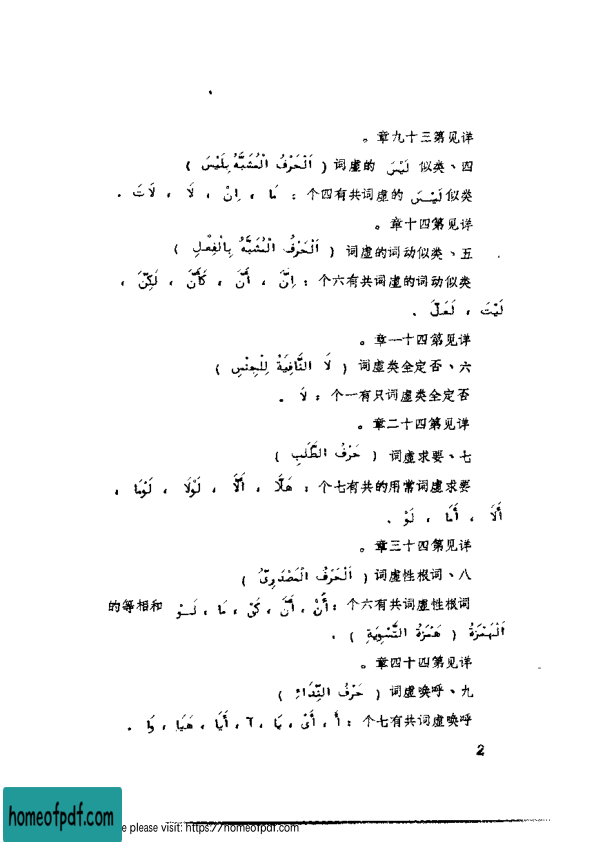 详见第三十九章。
四、类似 لَيْسَ 的虚词 ( اَلْحَرْفُ الْمُشَبَّهُ بِلَيْسَ )
类似 لَيْسَ 的虚词共有四个：مَا ، اِنْ ، لَا ، لَاتَ .
详见第四十章。
五、类似动词的虚词 ( اَلْحَرْفُ الْمُشَبَّهُ بِالْفِعْلِ )
类似动词的虚词共有六个：اِنَّ ، أَنَّ ، كَأَنَّ ، لٰكِنَّ ،
لَيْتَ ، لَعَلَّ .
详见第四十一章。
六、否定全类虚词 ( لَا النَّافِيَةُ لِلْجِنْسِ )
否定全类虚词只有一个：لَا .
详见第四十二章。
七、要求虚词 ( حَرْفُ الطَّلَبِ )
要求虚词常用的共有七个：هَلَّا ، أَلَّا ، لَوْلَا ، لَوْمَا ،
أَلَا ، أَمَا ، لَوْ .
详见第四十三章。
八、根词性虚词 ( اَلْحَرْفُ الْمَصْدَرِىُّ )
根词性虚词共有六个：أَنْ ، أَنَّ ، كَىْ ، مَا ، لَوْ 和相等的
اَلْهَمْزَةُ ( هَمْزَةُ التَّسْوِيَةِ ) .
详见第四十四章。
九、呼唤虚词 ( حَرْفُ النِّدَاءِ )
呼唤虚词共有七个：أَ ، أَىْ ، يَا ، آ ، أَيَا ، هَيَا ، وَا .
2
homeofpdf.com
e please visit: https://homeofpdf.com